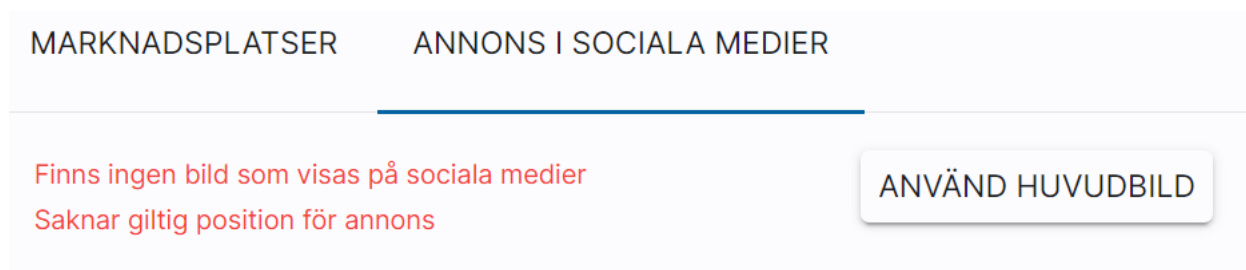 MARKNADSPLATSER ANNONS I SOCIALA MEDIER
Finns ingen bild som visas på sociala medier
ANVÄND HUVUDBILD
Saknar giltig position för annons